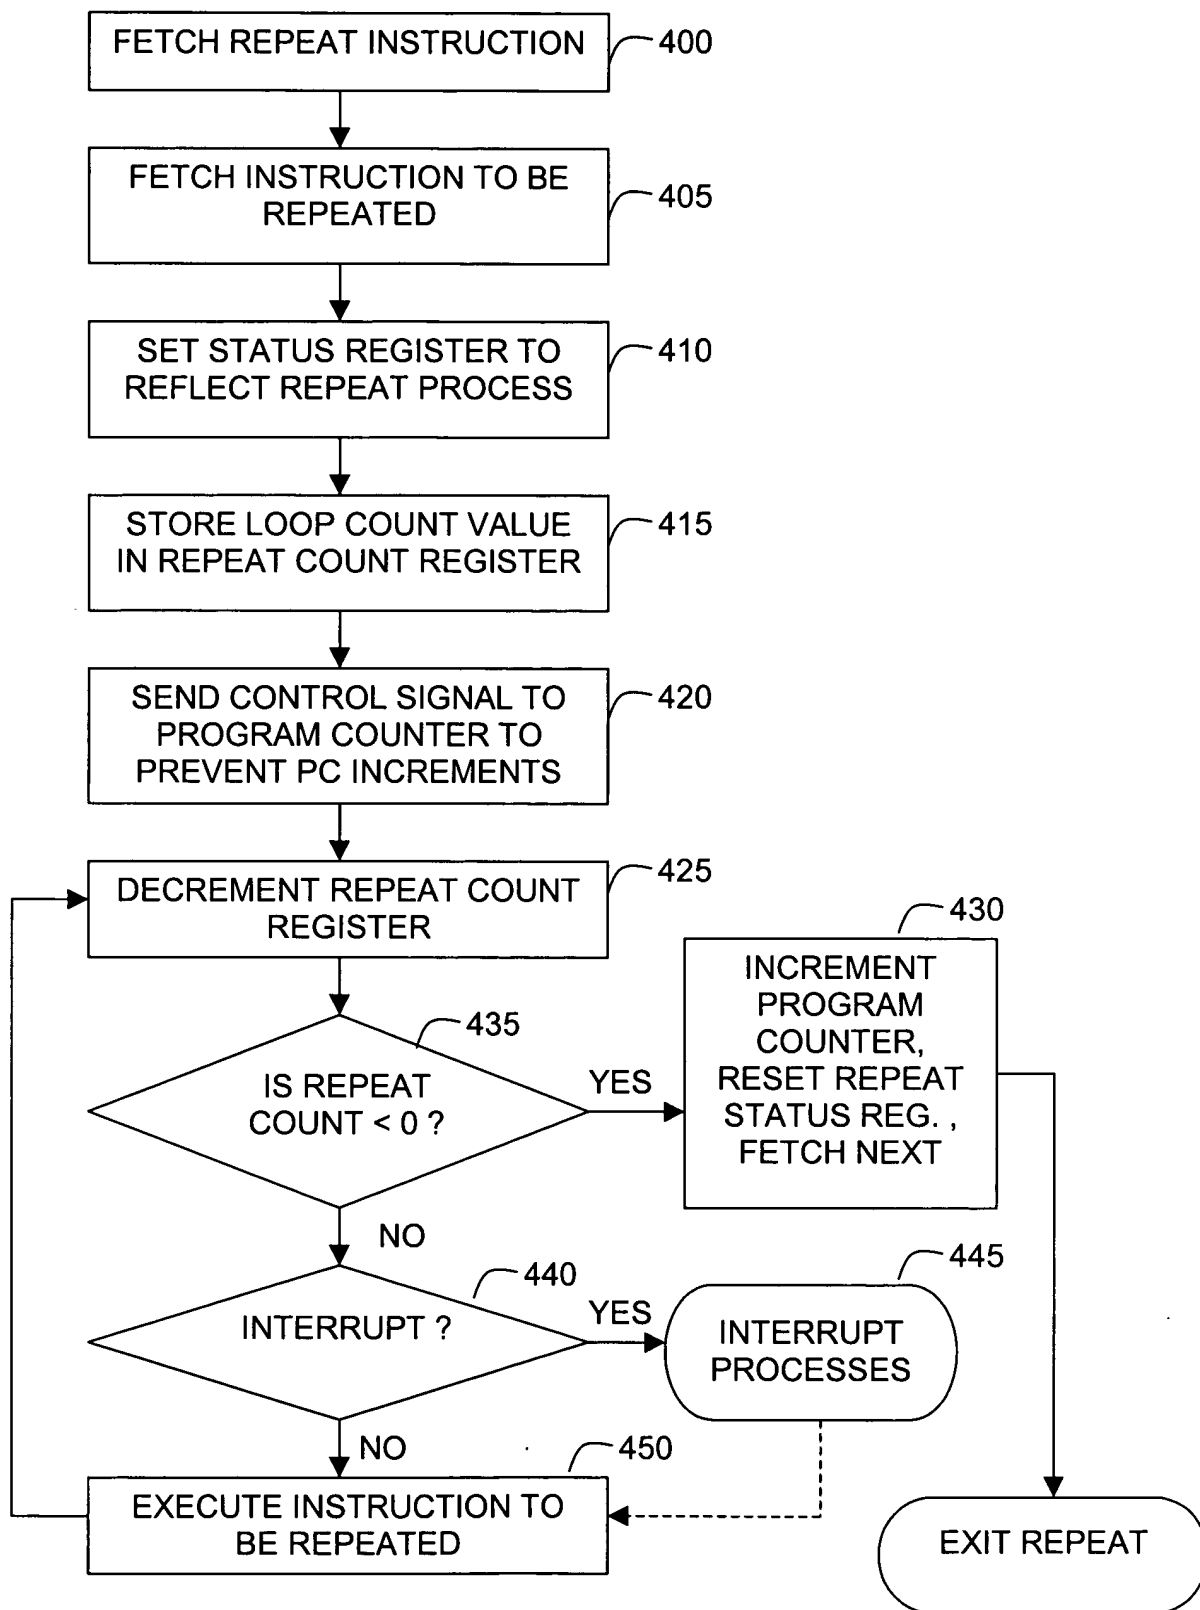 FETCH REPEAT INSTRUCTION
400
FETCH INSTRUCTION TO BE
REPEATED
405
SET STATUS REGISTER TO
REFLECT REPEAT PROCESS
410
STORE LOOP COUNT VALUE
IN REPEAT COUNT REGISTER
415
SEND CONTROL SIGNAL TO
PROGRAM COUNTER TO
PREVENT PC INCREMENTS
420
DECREMENT REPEAT COUNT
REGISTER
425
430
INCREMENT
PROGRAM
COUNTER,
RESET REPEAT
STATUS REG. ,
FETCH NEXT
435
IS REPEAT
COUNT < 0 ?
YES
NO
440
INTERRUPT ?
YES
445
INTERRUPT
PROCESSES
NO
450
EXECUTE INSTRUCTION TO
BE REPEATED
EXIT REPEAT